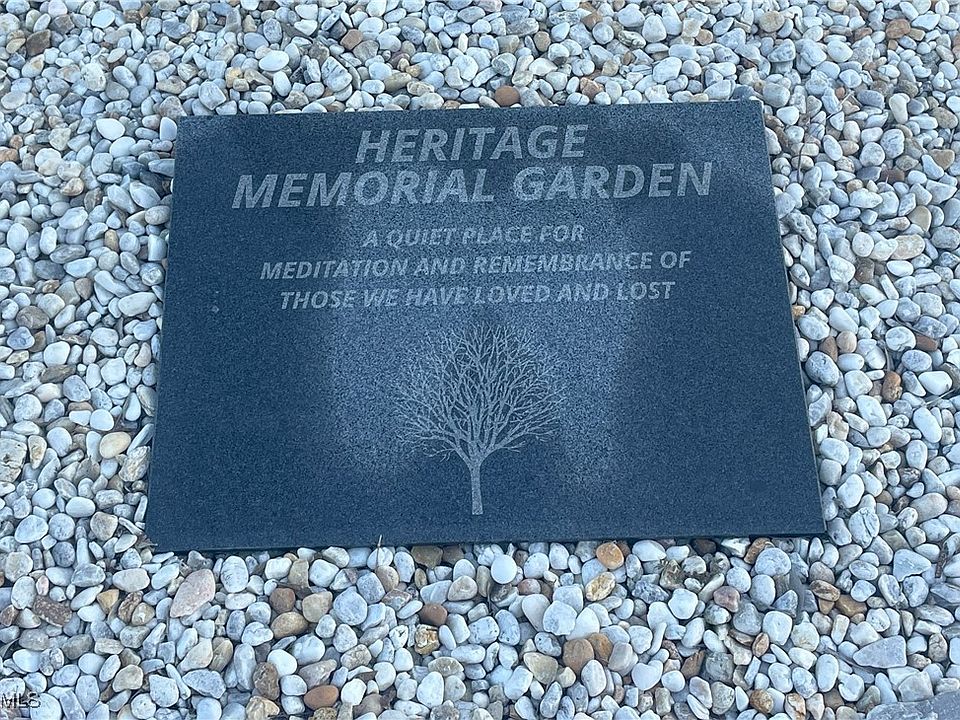 HERITAGE
MEMORIAL GARDEN
A QUIET PLACE FOR
MEDITATION AND REMEMBRANCE OF
THOSE WE HAVE LOVED AND LOST
MLS